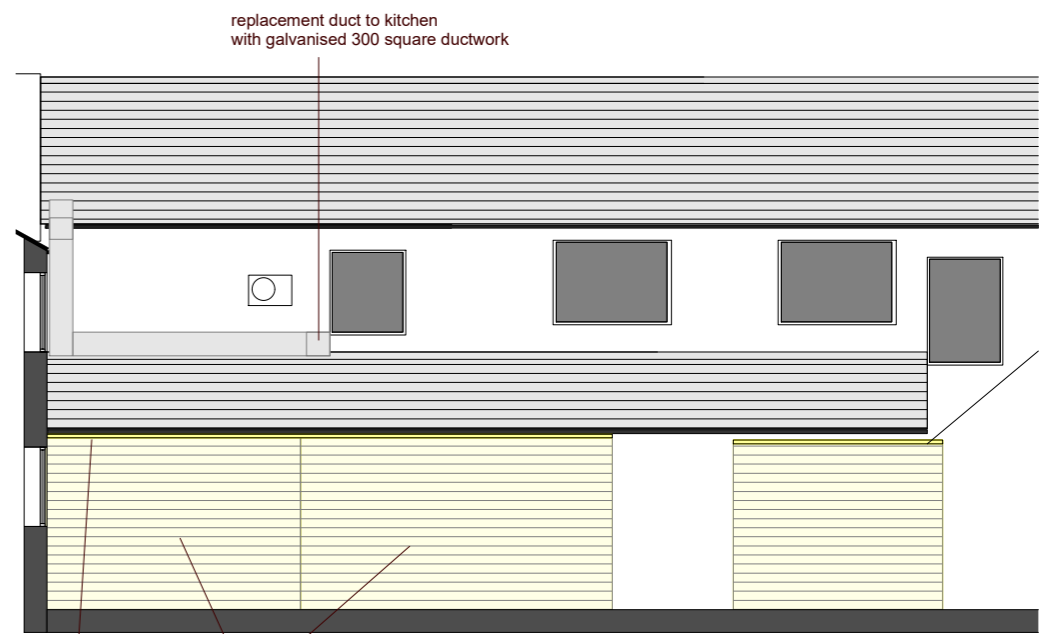 replacement duct to kitchen
with galvanised 300 square ductwork